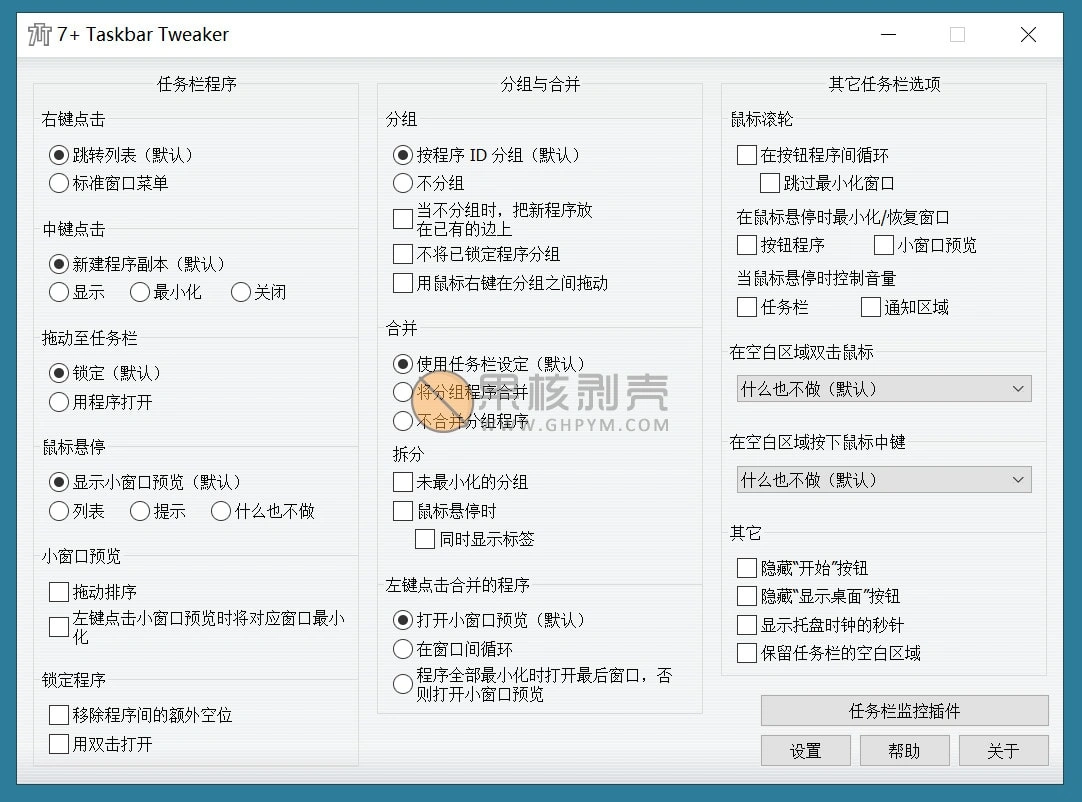 7+ Taskbar Tweaker
任务栏程序
右键点击
跳转列表（默认）
标准窗口菜单
中键点击
新建程序副本（默认）
显示 最小化 关闭
拖动至任务栏
锁定（默认）
用程序打开
鼠标悬停
显示小窗口预览（默认）
列表 提示 什么也不做
小窗口预览
拖动排序
左键点击小窗口预览时将对应窗口最小
化
锁定程序
移除程序间的额外空位
用双击打开
分组与合并
分组
按程序 ID 分组（默认）
不分组
当不分组时，把新程序放
在已有的边上
不将已锁定程序分组
用鼠标右键在分组之间拖动
合并
使用任务栏设定（默认）
将分组程序合并
不合并分组程序
果核剥壳
WWW.GHPYM.COM
拆分
未最小化的分组
鼠标悬停时
同时显示标签
左键点击合并的程序
打开小窗口预览（默认）
在窗口间循环
程序全部最小化时打开最后窗口，否
则打开小窗口预览
其它任务栏选项
鼠标滚轮
在按钮程序间循环
跳过最小化窗口
在鼠标悬停时最小化/恢复窗口
按钮程序 小窗口预览
当鼠标悬停时控制音量
任务栏 通知区域
在空白区域双击鼠标
什么也不做（默认）
在空白区域按下鼠标中键
什么也不做（默认）
其它
隐藏“开始”按钮
隐藏“显示桌面”按钮
显示托盘时钟的秒针
保留任务栏的空白区域
任务栏监控插件
设置 帮助 关于